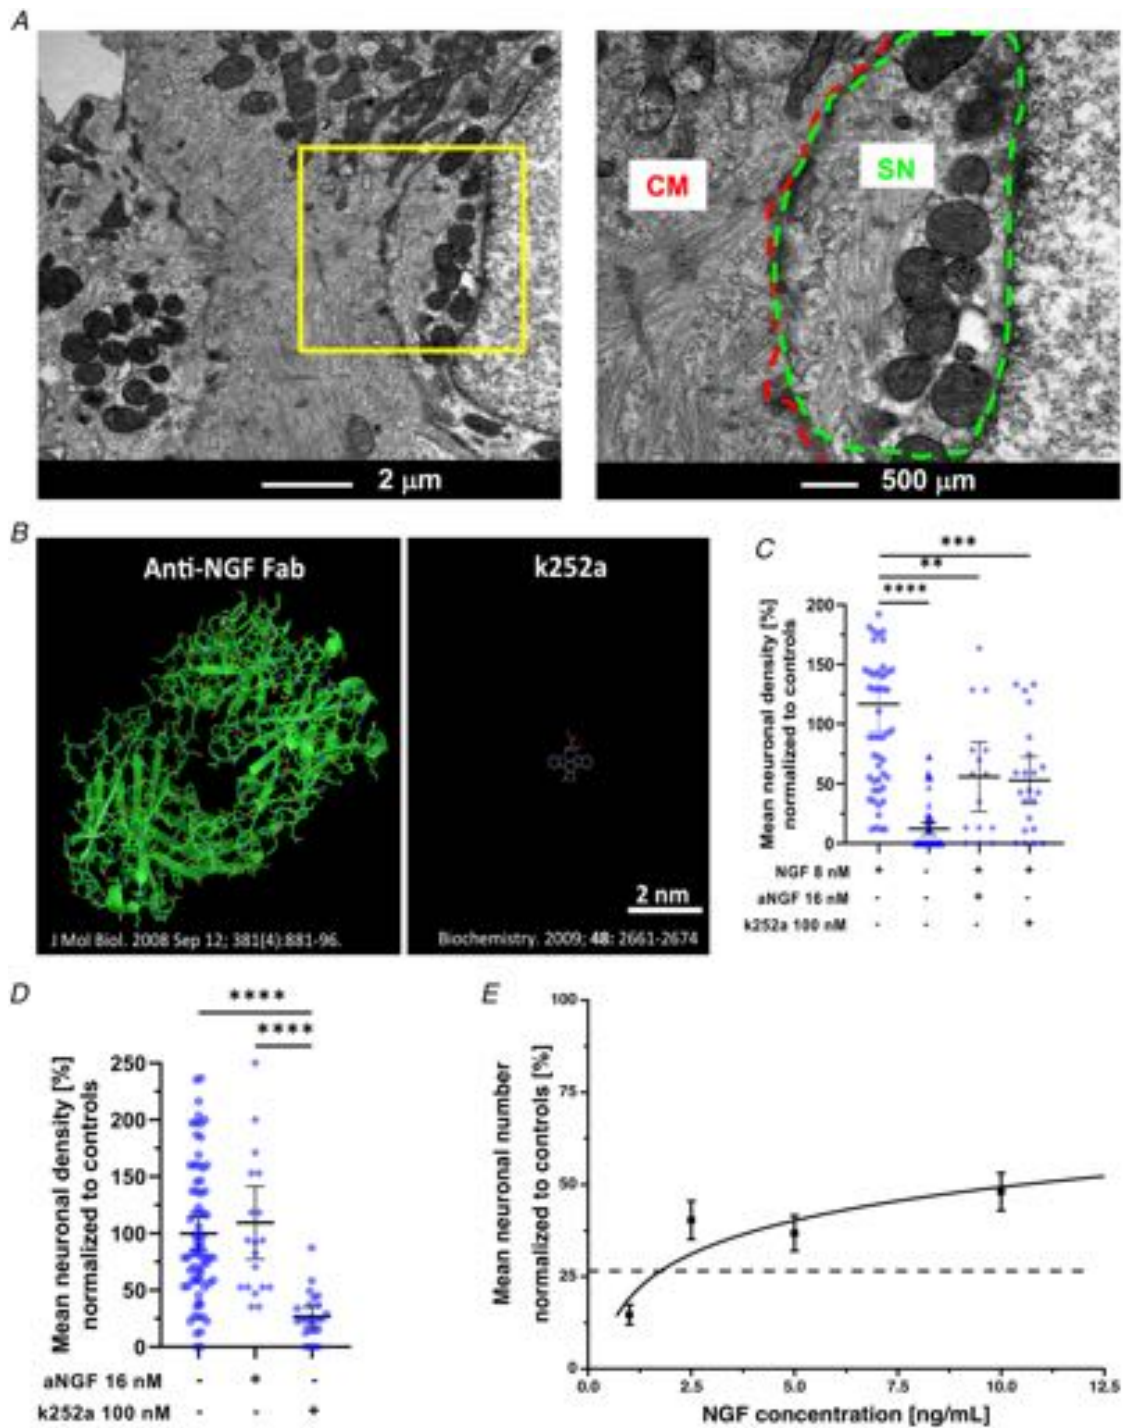 A
CM
SN
2 μm
500 μm
B
Anti-NGF Fab
k252a
2 nm
J Mol Biol. 2008 Sep 12; 381(4):881-96.
Biochemistry. 2009; 48: 2661-2674
C
***
**
****
Mean neuronal density [%]
normalized to controls
200
150
100
50
0
NGF 8 nM + - + +
aNGF 16 nM - - + -
k252a 100 nM - - - +
D
****
****
Mean neuronal density [%]
normalized to controls
250
200
150
100
50
0
aNGF 16 nM - + -
k252a 100 nM - - +
E
Mean neuronal number
normalized to controls [%]
100
75
50
25
0
0.0 2.5 5.0 7.5 10.0 12.5
NGF concentration [ng/mL]